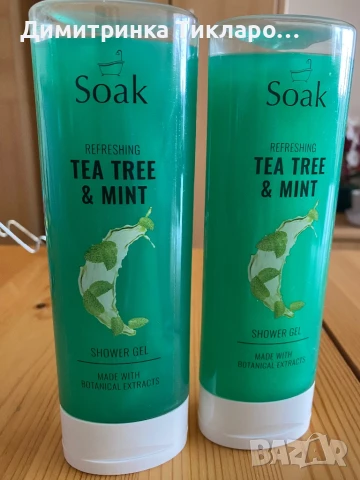 Димитринка Пикларо...
Soak
REFRESHING
TEA TREE
& MINT
SHOWER GEL
MADE WITH
BOTANICAL EXTRACTS
Soak
REFRESHING
TEA TREE
& MINT
SHOWER GEL
MADE WITH
BOTANICAL EXTRACTS
BAZAR